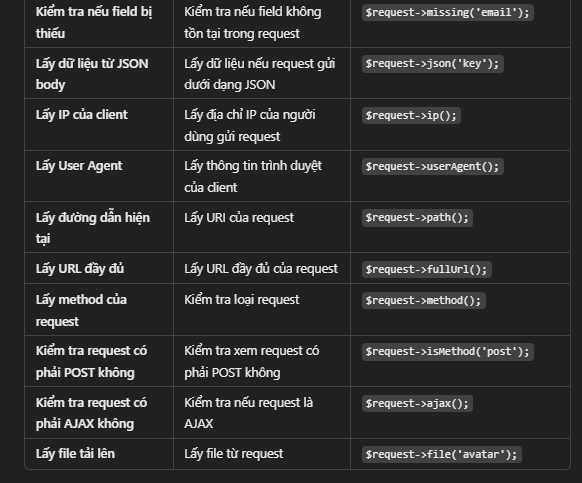 Kiểm tra nếu field bị thiếu
Kiểm tra nếu field không tồn tại trong request
$request->missing('email');
Lấy dữ liệu từ JSON body
Lấy dữ liệu nếu request gửi dưới dạng JSON
$request->json('key');
Lấy IP của client
Lấy địa chỉ IP của người dùng gửi request
$request->ip();
Lấy User Agent
Lấy thông tin trình duyệt của client
$request->userAgent();
Lấy đường dẫn hiện tại
Lấy URI của request
$request->path();
Lấy URL đầy đủ
Lấy URL đầy đủ của request
$request->fullUrl();
Lấy method của request
Kiểm tra loại request
$request->method();
Kiểm tra request có phải POST không
Kiểm tra xem request có phải POST không
$request->isMethod('post');
Kiểm tra request có phải AJAX không
Kiểm tra nếu request là AJAX
$request->ajax();
Lấy file tải lên
Lấy file từ request
$request->file('avatar');